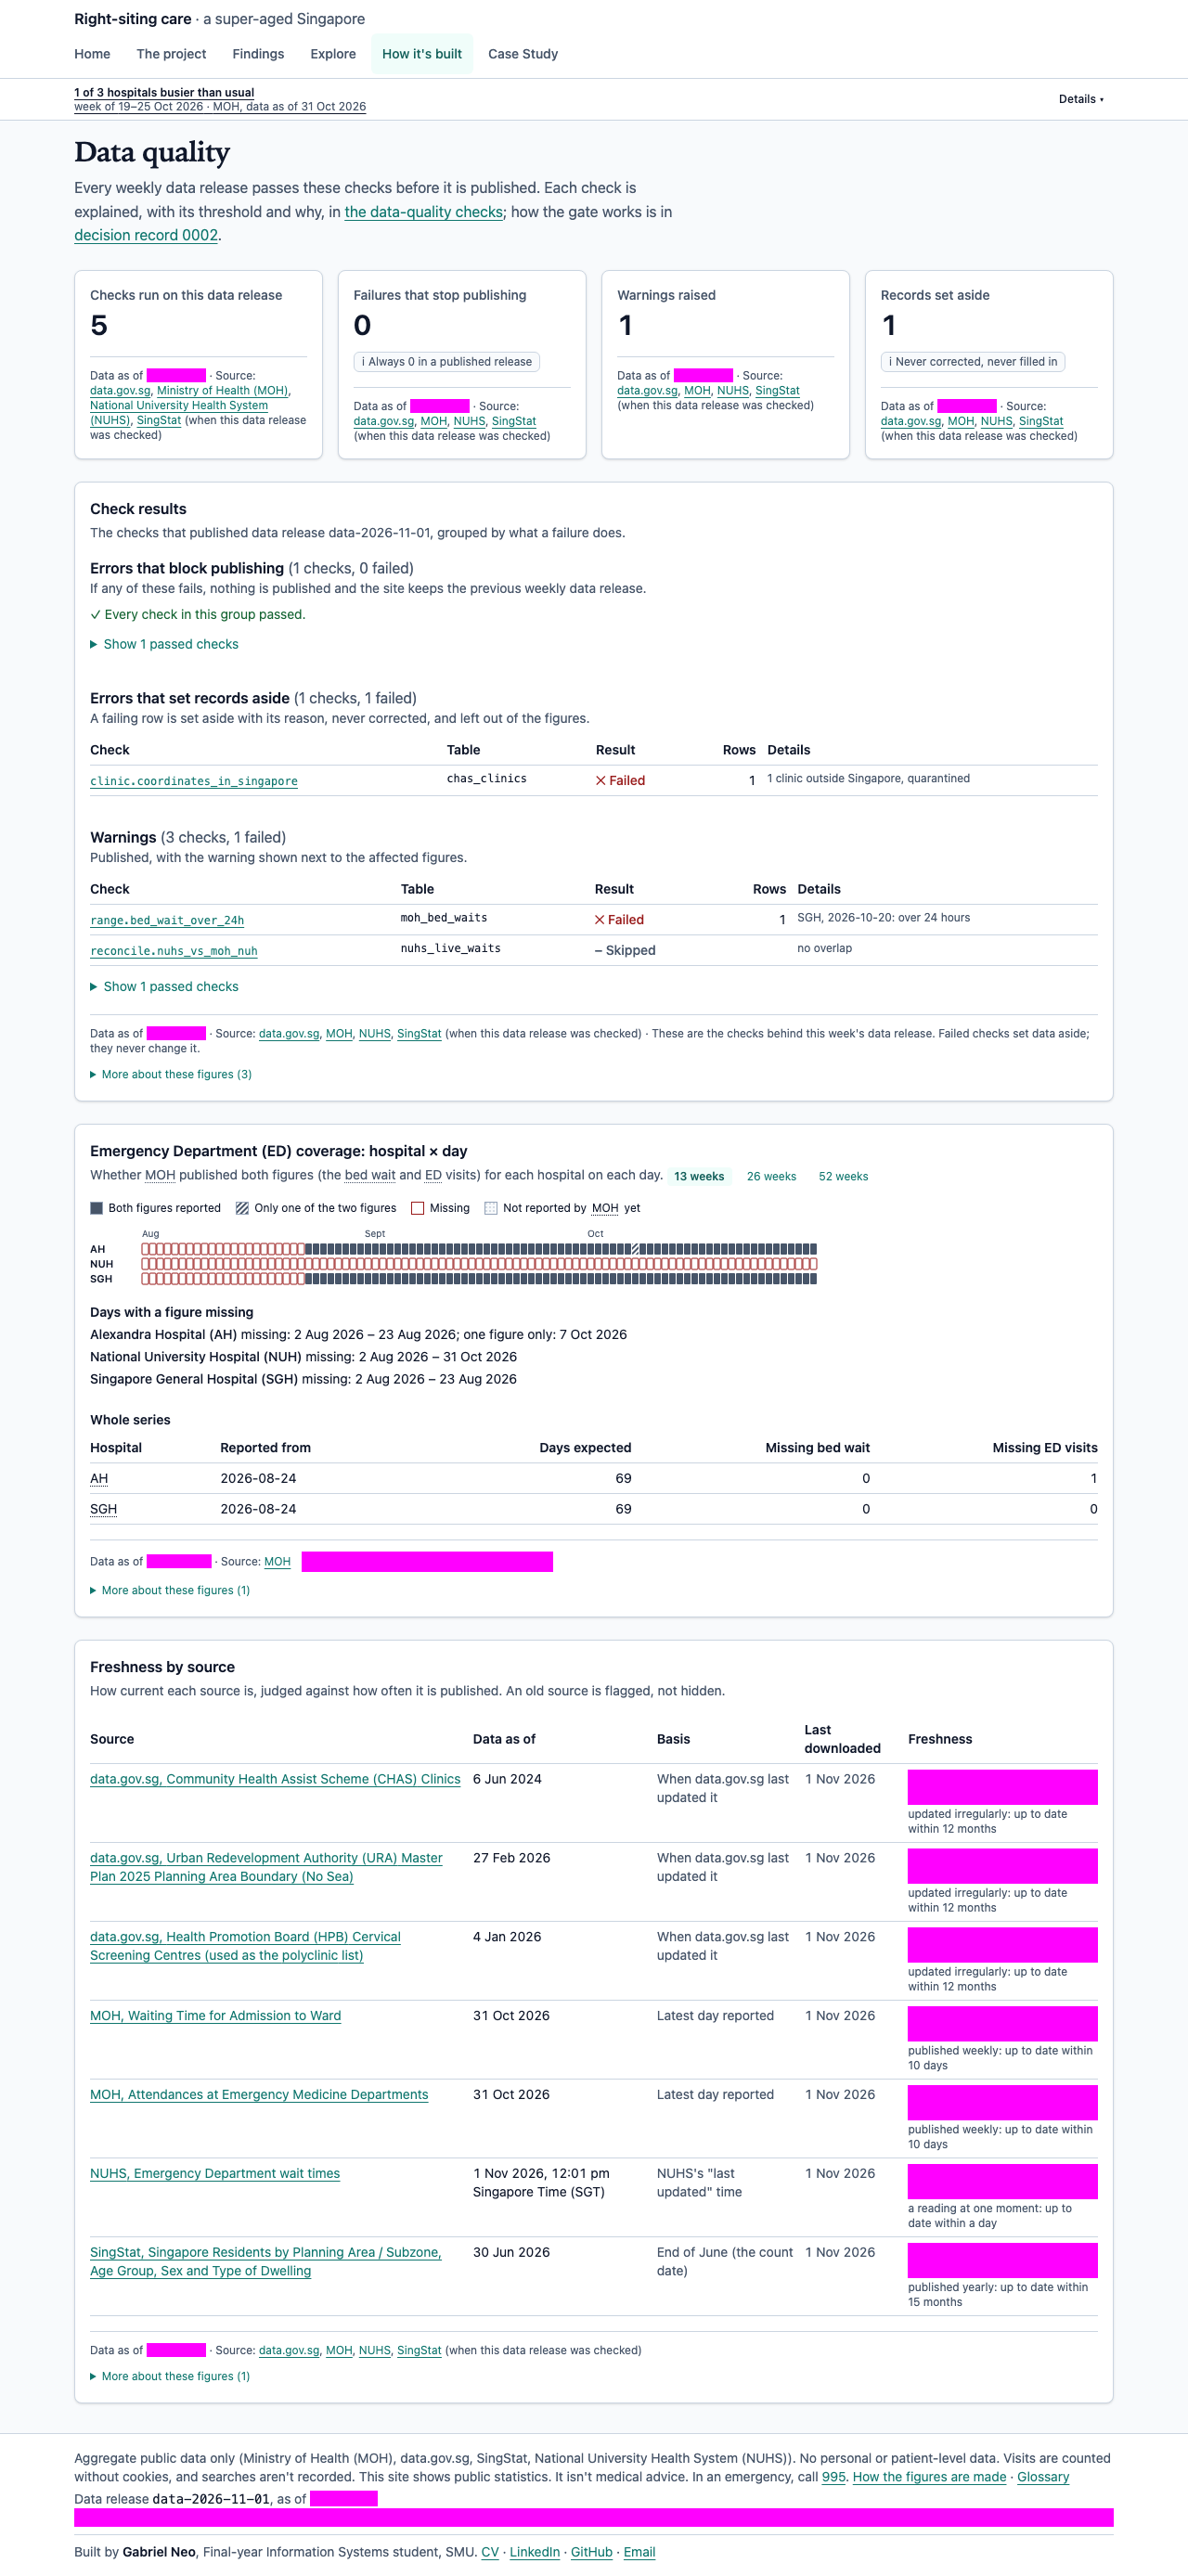 Right-siting care · a super-aged Singapore
Home The project Findings Explore How it's built Case Study
1 of 3 hospitals busier than usual
week of 19–25 Oct 2026 · MOH, data as of 31 Oct 2026
Details ▾
Data quality
Every weekly data release passes these checks before it is published. Each check is
explained, with its threshold and why, in the data-quality checks; how the gate works is in
decision record 0002.
Checks run on this data release
5
Data as of · Source:
data.gov.sg, Ministry of Health (MOH),
National University Health System
(NUHS), SingStat (when this data release
was checked)
Failures that stop publishing
0
i Always 0 in a published release
Data as of · Source:
data.gov.sg, MOH, NUHS, SingStat
(when this data release was checked)
Warnings raised
1
Data as of · Source:
data.gov.sg, MOH, NUHS, SingStat
(when this data release was checked)
Records set aside
1
i Never corrected, never filled in
Data as of · Source:
data.gov.sg, MOH, NUHS, SingStat
(when this data release was checked)
Check results
The checks that published data release data-2026-11-01, grouped by what a failure does.
Errors that block publishing (1 checks, 0 failed)
If any of these fails, nothing is published and the site keeps the previous weekly data release.
✓ Every check in this group passed.
▶ Show 1 passed checks
Errors that set records aside (1 checks, 1 failed)
A failing row is set aside with its reason, never corrected, and left out of the figures.
Check Table Result Rows Details
clinic.coordinates_in_singapore chas_clinics ✕ Failed 1 1 clinic outside Singapore, quarantined
Warnings (3 checks, 1 failed)
Published, with the warning shown next to the affected figures.
Check Table Result Rows Details
range.bed_wait_over_24h moh_bed_waits ✕ Failed 1 SGH, 2026-10-20: over 24 hours
reconcile.nuhs_vs_moh_nuh nuhs_live_waits – Skipped no overlap
▶ Show 1 passed checks
Data as of · Source: data.gov.sg, MOH, NUHS, SingStat (when this data release was checked) · These are the checks behind this week's data release. Failed checks set data aside;
they never change it.
▶ More about these figures (3)
Emergency Department (ED) coverage: hospital × day
Whether MOH published both figures (the bed wait and ED visits) for each hospital on each day. 13 weeks 26 weeks 52 weeks
Both figures reported Only one of the two figures Missing Not reported by MOH yet
Aug Sept Oct
AH
NUH
SGH
Days with a figure missing
Alexandra Hospital (AH) missing: 2 Aug 2026 – 23 Aug 2026; one figure only: 7 Oct 2026
National University Hospital (NUH) missing: 2 Aug 2026 – 31 Oct 2026
Singapore General Hospital (SGH) missing: 2 Aug 2026 – 23 Aug 2026
Whole series
Hospital Reported from Days expected Missing bed wait Missing ED visits
AH 2026-08-24 69 0 1
SGH 2026-08-24 69 0 0
Data as of · Source: MOH
▶ More about these figures (1)
Freshness by source
How current each source is, judged against how often it is published. An old source is flagged, not hidden.
Source Data as of Basis Last downloaded Freshness
data.gov.sg, Community Health Assist Scheme (CHAS) Clinics 6 Jun 2024 When data.gov.sg last updated it 1 Nov 2026
updated irregularly: up to date
within 12 months
data.gov.sg, Urban Redevelopment Authority (URA) Master
Plan 2025 Planning Area Boundary (No Sea) 27 Feb 2026 When data.gov.sg last updated it 1 Nov 2026
updated irregularly: up to date
within 12 months
data.gov.sg, Health Promotion Board (HPB) Cervical
Screening Centres (used as the polyclinic list) 4 Jan 2026 When data.gov.sg last updated it 1 Nov 2026
updated irregularly: up to date
within 12 months
MOH, Waiting Time for Admission to Ward 31 Oct 2026 Latest day reported 1 Nov 2026
published weekly: up to date within
10 days
MOH, Attendances at Emergency Medicine Departments 31 Oct 2026 Latest day reported 1 Nov 2026
published weekly: up to date within
10 days
NUHS, Emergency Department wait times 1 Nov 2026, 12:01 pm Singapore Time (SGT) NUHS's "last updated" time 1 Nov 2026
a reading at one moment: up to
date within a day
SingStat, Singapore Residents by Planning Area / Subzone,
Age Group, Sex and Type of Dwelling 30 Jun 2026 End of June (the count date) 1 Nov 2026
published yearly: up to date within
15 months
Data as of · Source: data.gov.sg, MOH, NUHS, SingStat (when this data release was checked)
▶ More about these figures (1)
Aggregate public data only (Ministry of Health (MOH), data.gov.sg, SingStat, National University Health System (NUHS)). No personal or patient-level data. Visits are counted
without cookies, and searches aren't recorded. This site shows public statistics. It isn't medical advice. In an emergency, call 995. How the figures are made · Glossary
Data release data-2026-11-01, as of
Built by Gabriel Neo, Final-year Information Systems student, SMU. CV · LinkedIn · GitHub · Email